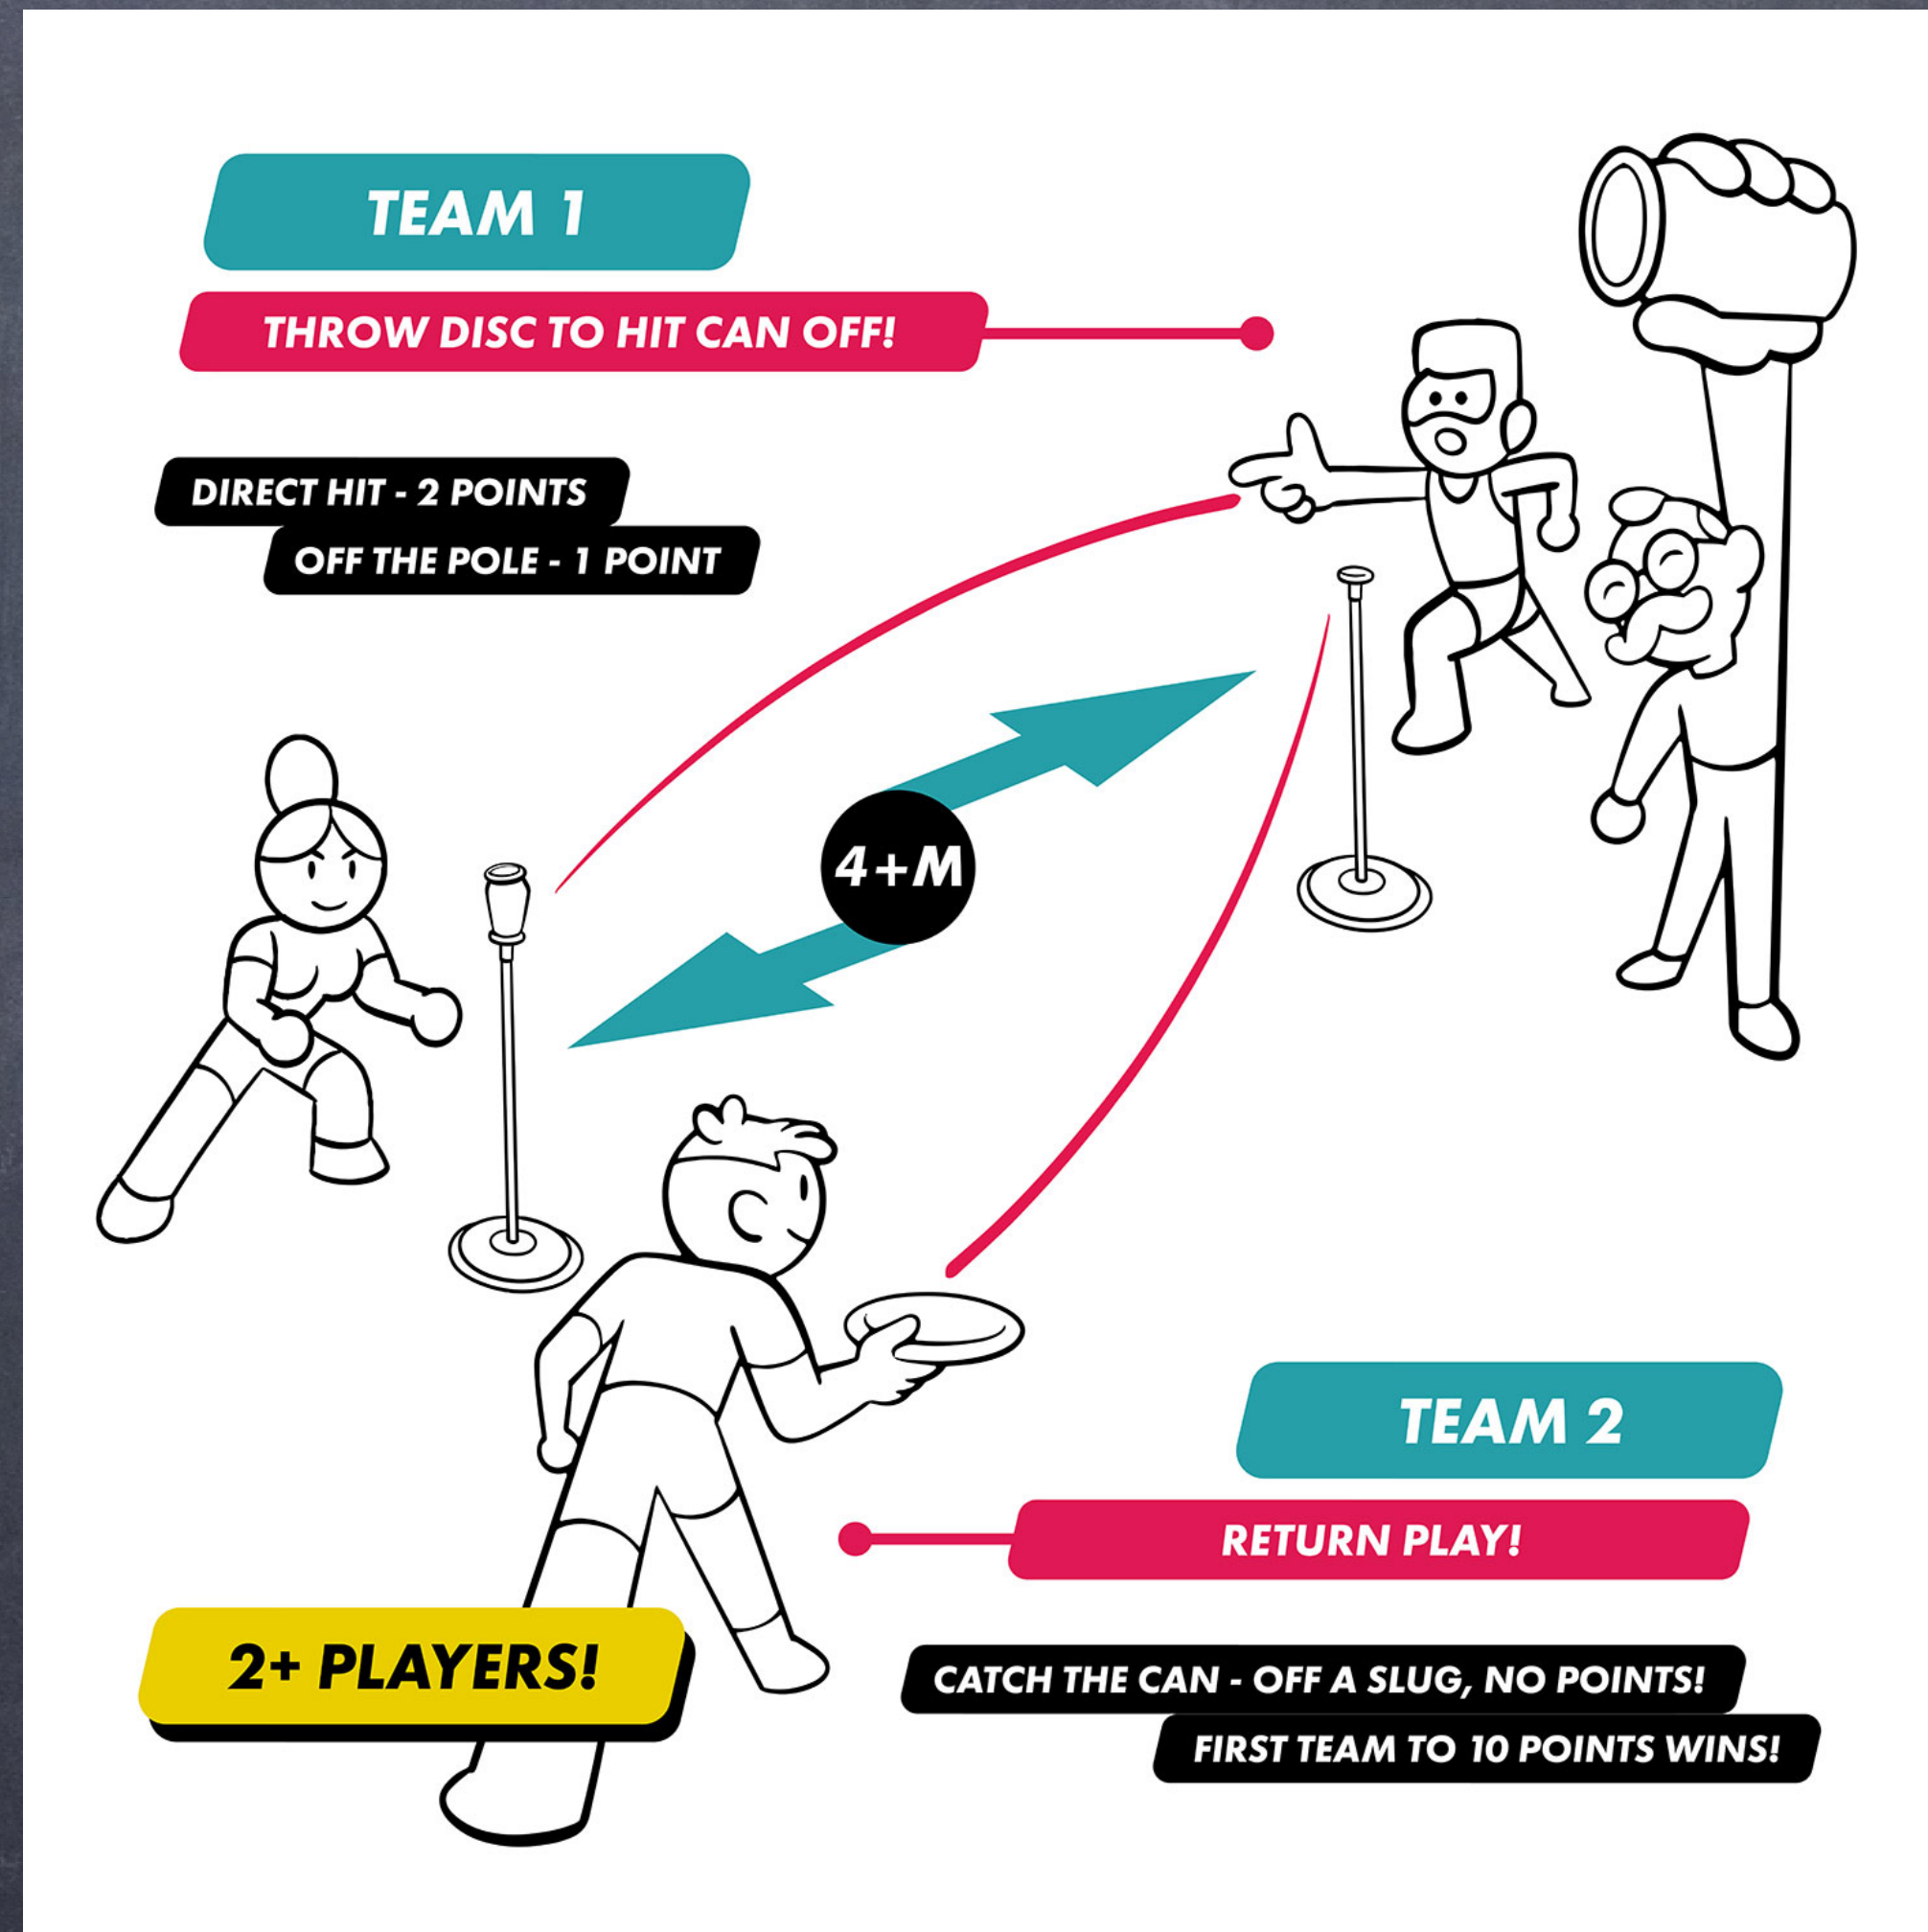 TEAM 1
THROW DISC TO HIT CAN OFF!
DIRECT HIT - 2 POINTS
OFF THE POLE - 1 POINT
4+M
TEAM 2
RETURN PLAY!
2+ PLAYERS!
CATCH THE CAN - OFF A SLUG, NO POINTS!
FIRST TEAM TO 10 POINTS WINS!